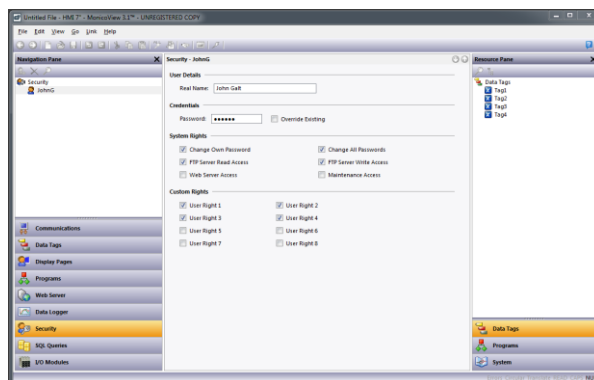 Untitled File - HMI 7" - MonicoView 3.1™ - UNREGISTERED COPY
File Edit View Go Link Help
Navigation Pane
Security
JohnG
Communications
Data Tags
Display Pages
Programs
Web Server
Data Logger
Security
SQL Queries
I/O Modules
Security - JohnG
User Details
Real Name: John Galt
Credentials
Password: ●●●●●● Override Existing
System Rights
Change Own Password Change All Passwords
FTP Server Read Access FTP Server Write Access
Web Server Access Maintenance Access
Custom Rights
User Right 1 User Right 2
User Right 3 User Right 4
User Right 5 User Right 6
User Right 7 User Right 8
Resource Pane
Data Tags
Tag1
Tag2
Tag3
Tag4
Data Tags
Programs
System